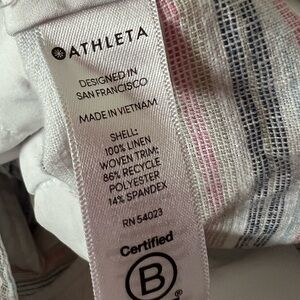 ATHLETA
DESIGNED IN
SAN FRANCISCO
MADE IN VIETNAM
SHELL:
100% LINEN
WOVEN TRIM:
86% RECYCLE
POLYESTER
14% SPANDEX
RN 54023
Certified
B®